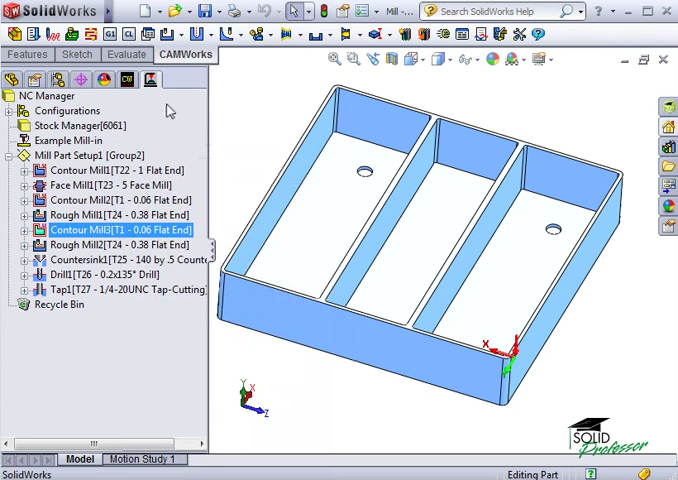 SolidWorks
Mill -...
Search SolidWorks Help
Features Sketch Evaluate CAMWorks
G1 CL
CW
NC Manager
Configurations
Stock Manager[6061]
Example Mill-in
Mill Part Setup1 [Group2]
Contour Mill1[T22 - 1 Flat End]
Face Mill1[T23 - 5 Face Mill]
Contour Mill2[T1 - 0.06 Flat End]
Rough Mill1[T24 - 0.38 Flat End]
Contour Mill3[T1 - 0.06 Flat End]
Rough Mill2[T24 - 0.38 Flat End]
Countersink1[T25 - 140 by .5 Counte
Drill1[T26 - 0.2x135° Drill]
Tap1[T27 - 1/4-20UNC Tap-Cutting
Recycle Bin
X
Y X
Z
SOLID
Professor
Model Motion Study 1
SolidWorks Editing Part